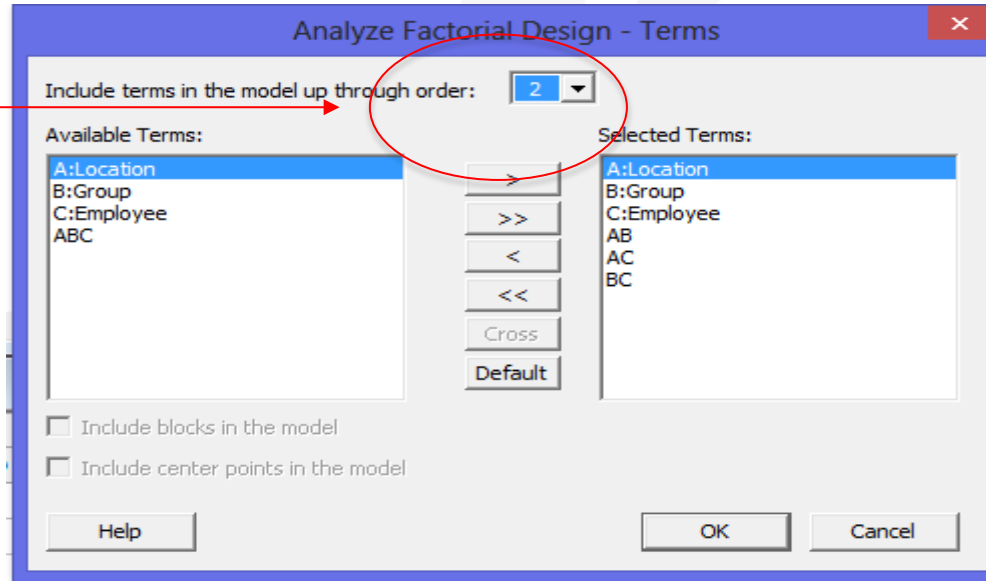 Analyze Factorial Design - Terms
Include terms in the model up through order: 2
Available Terms:
A:Location
B:Group
C:Employee
ABC
>
>>
<
<<
Cross
Default
Selected Terms:
A:Location
B:Group
C:Employee
AB
AC
BC
Include blocks in the model
Include center points in the model
Help
OK
Cancel